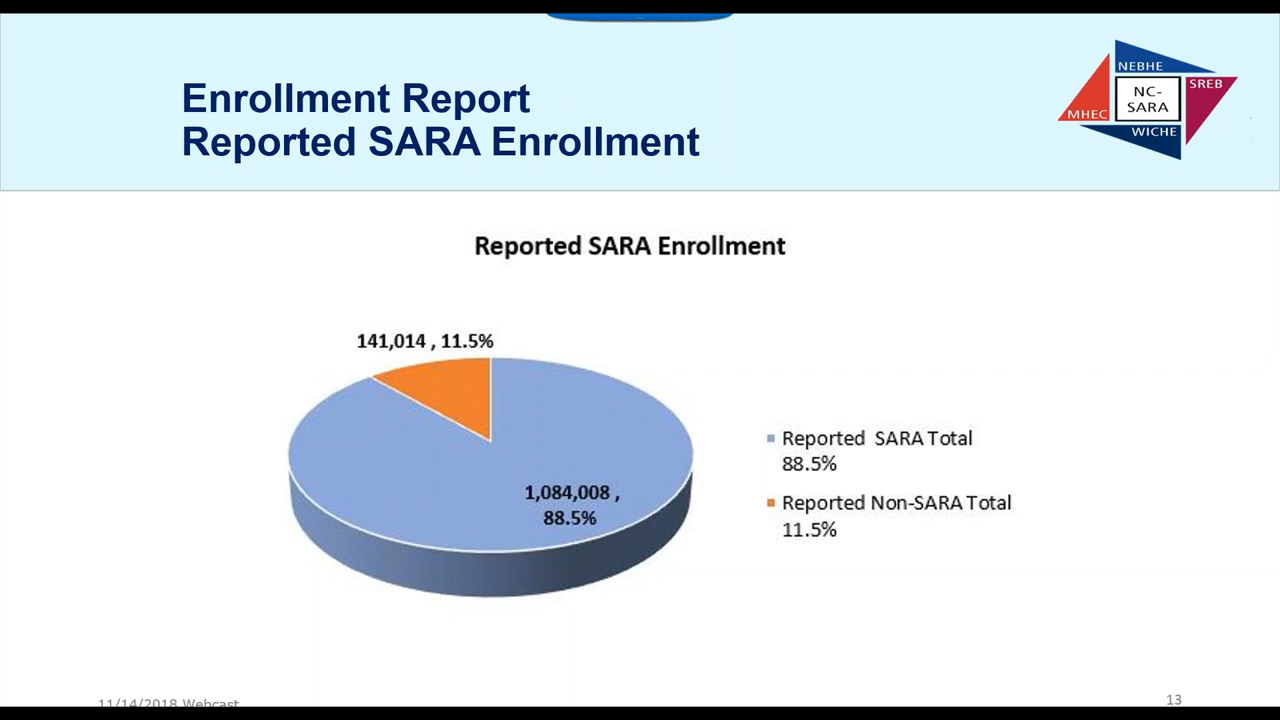 Enrollment Report
Reported SARA Enrollment
NEBHE
SREB
NC-
SARA
MHEC
WICHE
Reported SARA Enrollment
141,014 , 11.5%
1,084,008 ,
88.5%
Reported  SARA Total
88.5%
Reported Non-SARA Total
11.5%
11/14/2018 Webcast
13